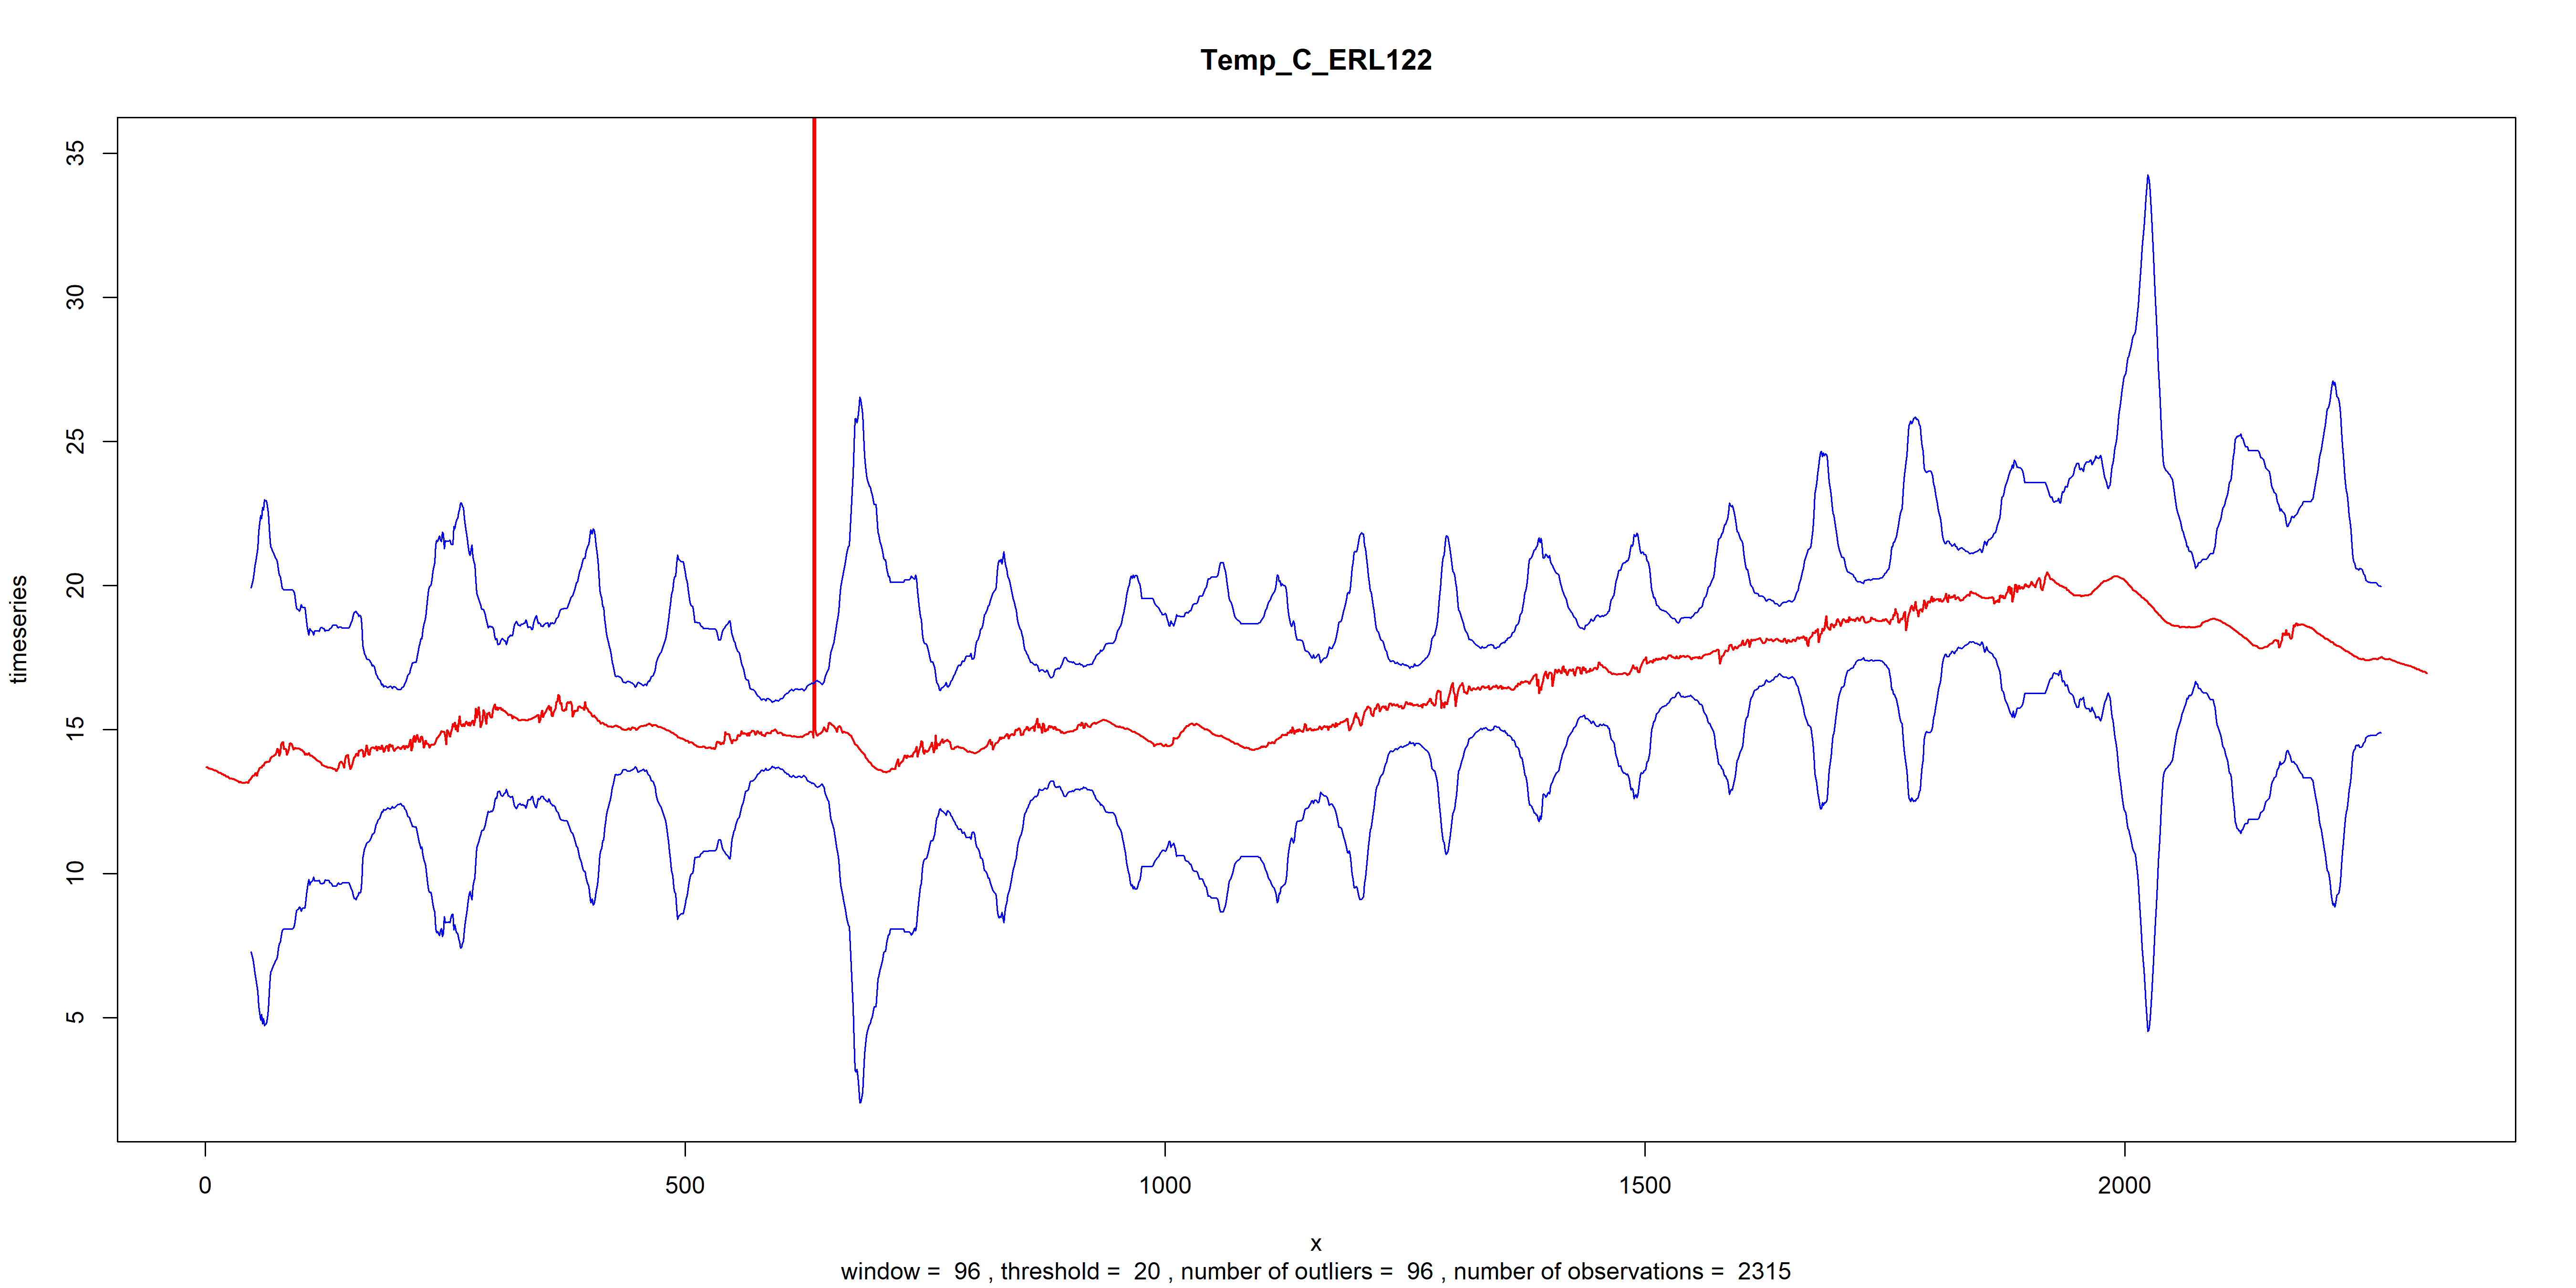 Temp_C_ERL122
35
30
25
20
15
10
5
timeseries
0 500 1000 1500 2000
x
window = 96 , threshold = 20 , number of outliers = 96 , number of observations = 2315